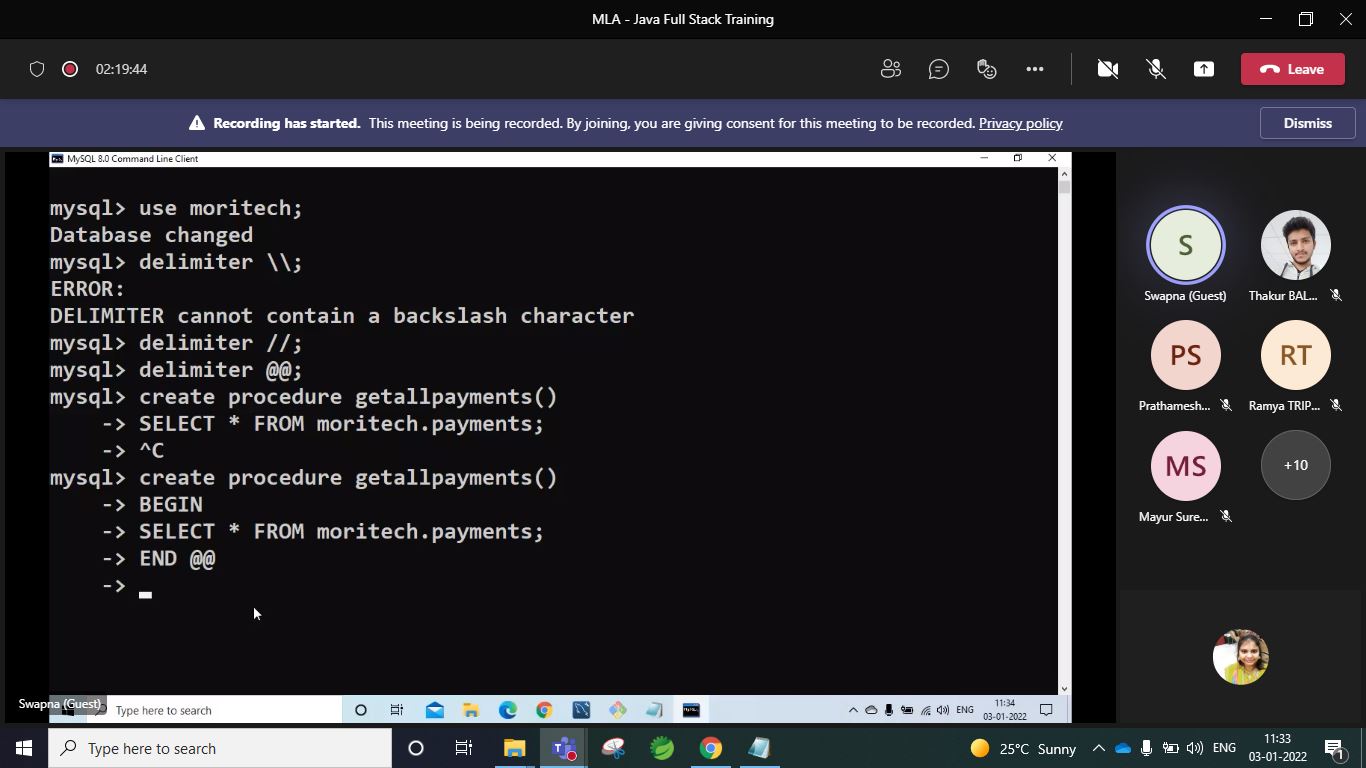 MLA - Java Full Stack Training
02:19:44
Leave
Recording has started. This meeting is being recorded. By joining, you are giving consent for this meeting to be recorded. Privacy policy
Dismiss
MySQL 8.0 Command Line Client
mysql> use moritech;
Database changed
mysql> delimiter \\;
ERROR:
DELIMITER cannot contain a backslash character
mysql> delimiter //;
mysql> delimiter @@;
mysql> create procedure getallpayments()
-> SELECT * FROM moritech.payments;
-> ^C
mysql> create procedure getallpayments()
-> BEGIN
-> SELECT * FROM moritech.payments;
-> END @@
->
S
Swapna (Guest)
Thakur BAL...
PS
RT
Prathamesh...
Ramya TRIP...
MS
+10
Mayur Sure...
Swapna (Guest)
Type here to search
ENG
11:34
03-01-2022
Type here to search
25°C Sunny
ENG
11:33
03-01-2022
1